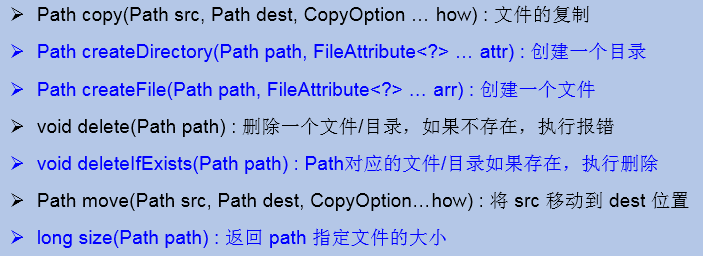 ➢ Path copy(Path src, Path dest, CopyOption … how) : 文件的复制
➢ Path createDirectory(Path path, FileAttribute<?> … attr) : 创建一个目录
➢ Path createFile(Path path, FileAttribute<?> … arr) : 创建一个文件
➢ void delete(Path path) : 删除一个文件/目录，如果不存在，执行报错
➢ void deleteIfExists(Path path) : Path对应的文件/目录如果存在，执行删除
➢ Path move(Path src, Path dest, CopyOption…how) : 将 src 移动到 dest 位置
➢ long size(Path path) : 返回 path 指定文件的大小